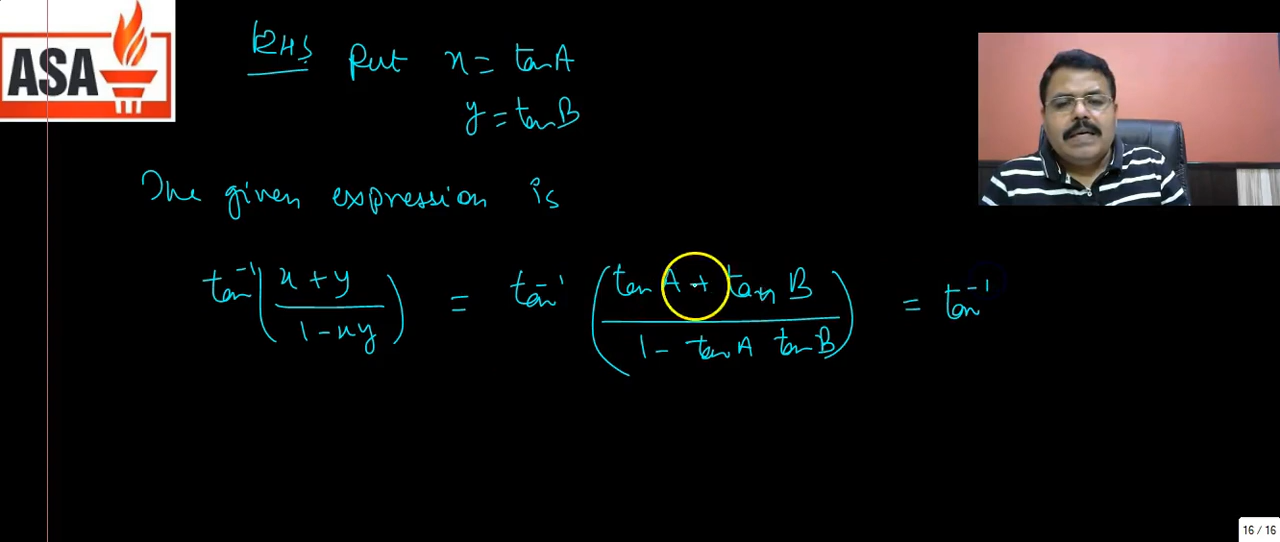 ASA
RHS Put x = tan A
y = tan B
The given expression is
tan⁻¹ ( x + y / 1 - xy ) = tan⁻¹ ( tan A + tan B / 1 - tan A tan B ) = tan⁻¹
16 / 16